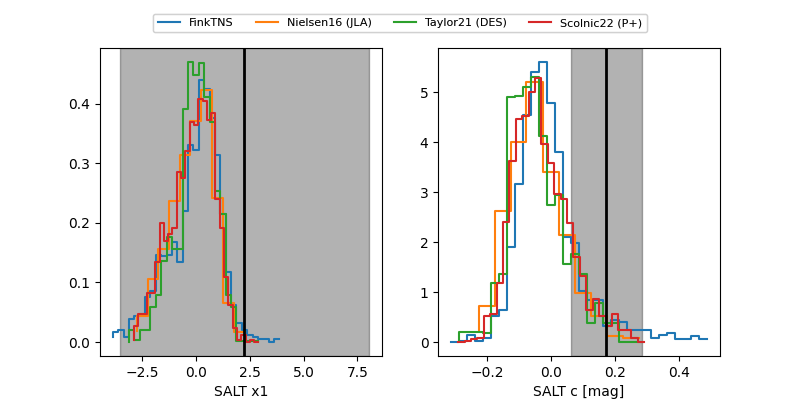 FinkTNS Nielsen16 (JLA) Taylor21 (DES) Scolnic22 (P+)
0.4
0.3
0.2
0.1
0.0
−2.5 0.0 2.5 5.0 7.5
SALT x1
5
4
3
2
1
0
−0.2 0.0 0.2 0.4
SALT c [mag]